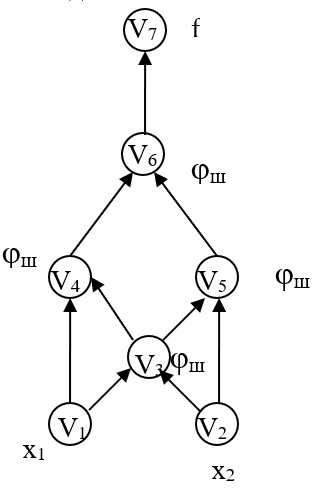 V₇ f
V₆
φш
φш
V₄ V₅ φш
V₃ φш
V₁ V₂
x₁
x₂